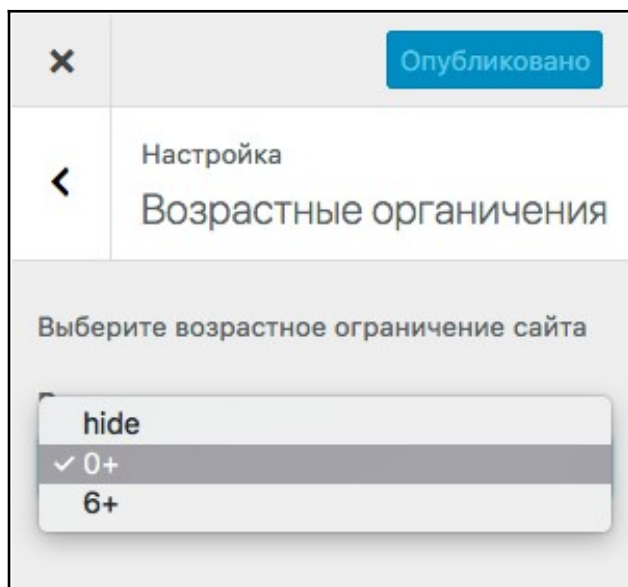 Опубликовано
Настройка
Возрастные органичения
Выберите возрастное ограничение сайта
hide
✓ 0+
6+